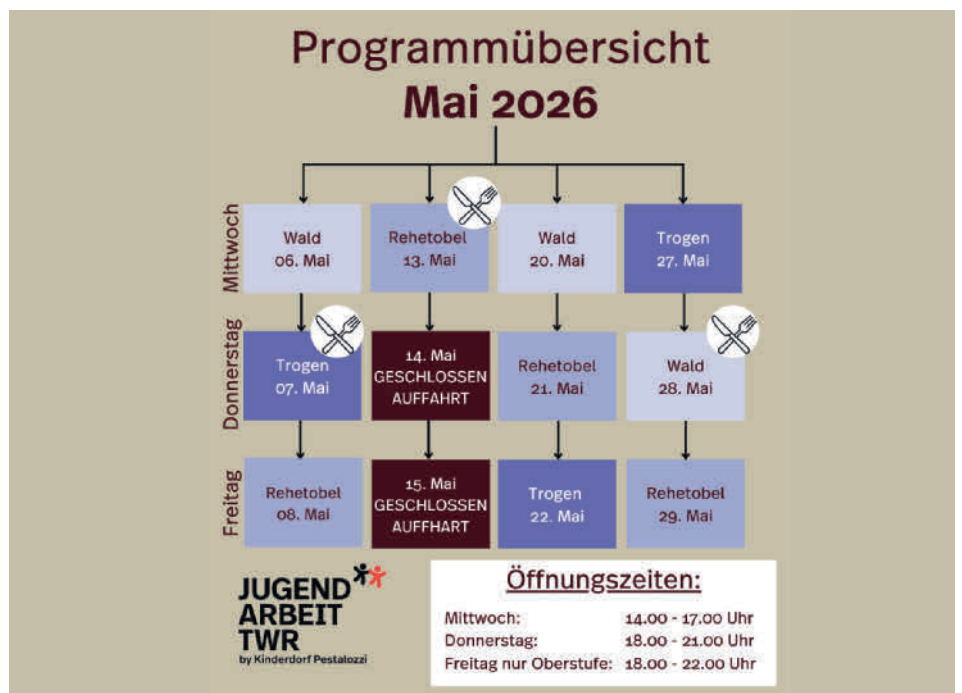 Programmübersicht
Mai 2026
Mittwoch
Wald
06. Mai
Rehetobel
13. Mai
Wald
20. Mai
Trogen
27. Mai
Donnerstag
Trogen
07. Mai
14. Mai
GESCHLOSSEN
AUFFAHRT
Rehetobel
21. Mai
Wald
28. Mai
Freitag
Rehetobel
08. Mai
15. Mai
GESCHLOSSEN
AUFFHART
Trogen
22. Mai
Rehetobel
29. Mai
JUGEND
ARBEIT
TWR
by Kinderdorf Pestalozzi
Öffnungszeiten:
Mittwoch: 14.00 - 17.00 Uhr
Donnerstag: 18.00 - 21.00 Uhr
Freitag nur Oberstufe: 18.00 - 22.00 Uhr